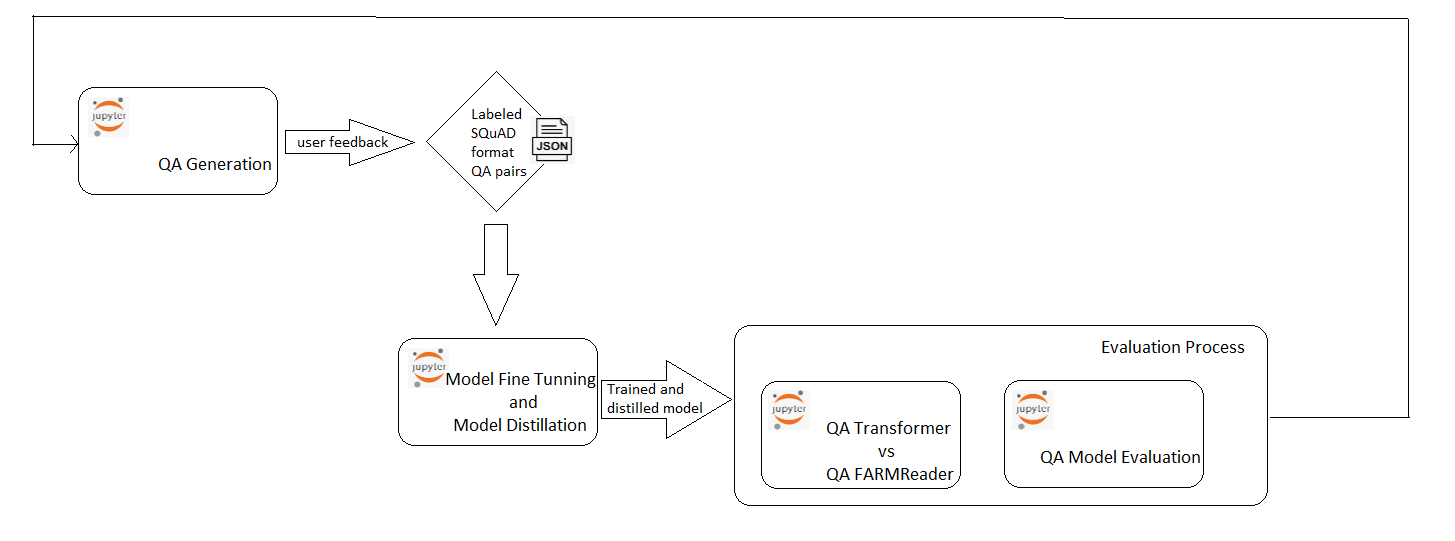 jupyter
QA Generation
user feedback
Labeled
SQuAD
format
QA pairs
JSON
jupyter
Model Fine Tunning
and
Model Distillation
Trained and
distilled model
Evaluation Process
jupyter
QA Transformer
vs
QA FARMReader
jupyter
QA Model Evaluation